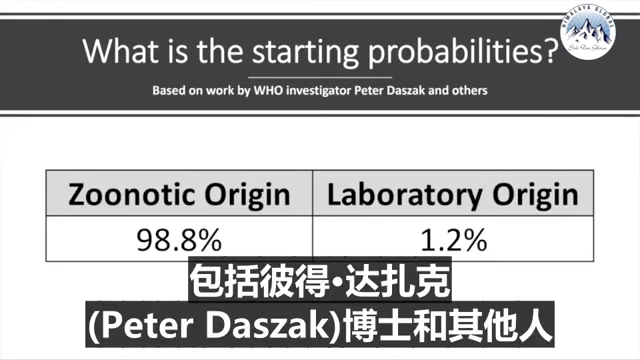 HIMALAYA GLOBAL
What is the starting probabilities?
Based on work by WHO investigator Peter Daszak and others
Zoonotic Origin Laboratory Origin
98.8% 1.2%
包括彼得·达扎克
(Peter Daszak)博士和其他人